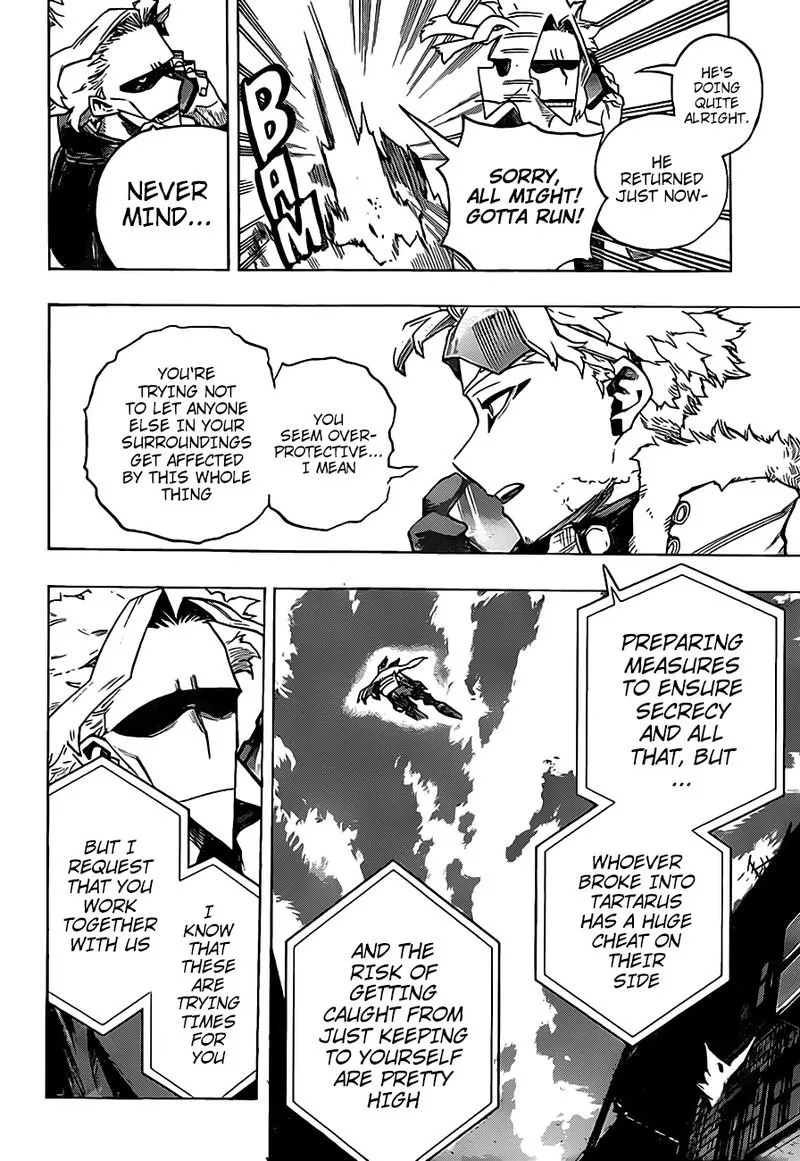 HE'S
DOING
QUITE
ALRIGHT.
HE
RETURNED
JUST NOW-
SORRY,
ALL MIGHT!
GOTTA RUN!
BAM
NEVER
MIND...
YOU
SEEM OVER-
PROTECTIVE...
I MEAN
YOU'RE
TRYING NOT
TO LET ANYONE
ELSE IN YOUR
SURROUNDINGS
GET AFFECTED
BY THIS WHOLE
THING
PREPARING
MEASURES
TO ENSURE
SECRECY
AND ALL
THAT, BUT
...
WHOEVER
BROKE INTO
TARTARUS
HAS A HUGE
CHEAT ON
THEIR
SIDE
AND THE
RISK OF
GETTING
CAUGHT FROM
JUST KEEPING
TO YOURSELF
ARE PRETTY
HIGH
I
KNOW
THAT
THESE
ARE
TRYING
TIMES
FOR
YOU
BUT I
REQUEST
THAT YOU
WORK
TOGETHER
WITH US